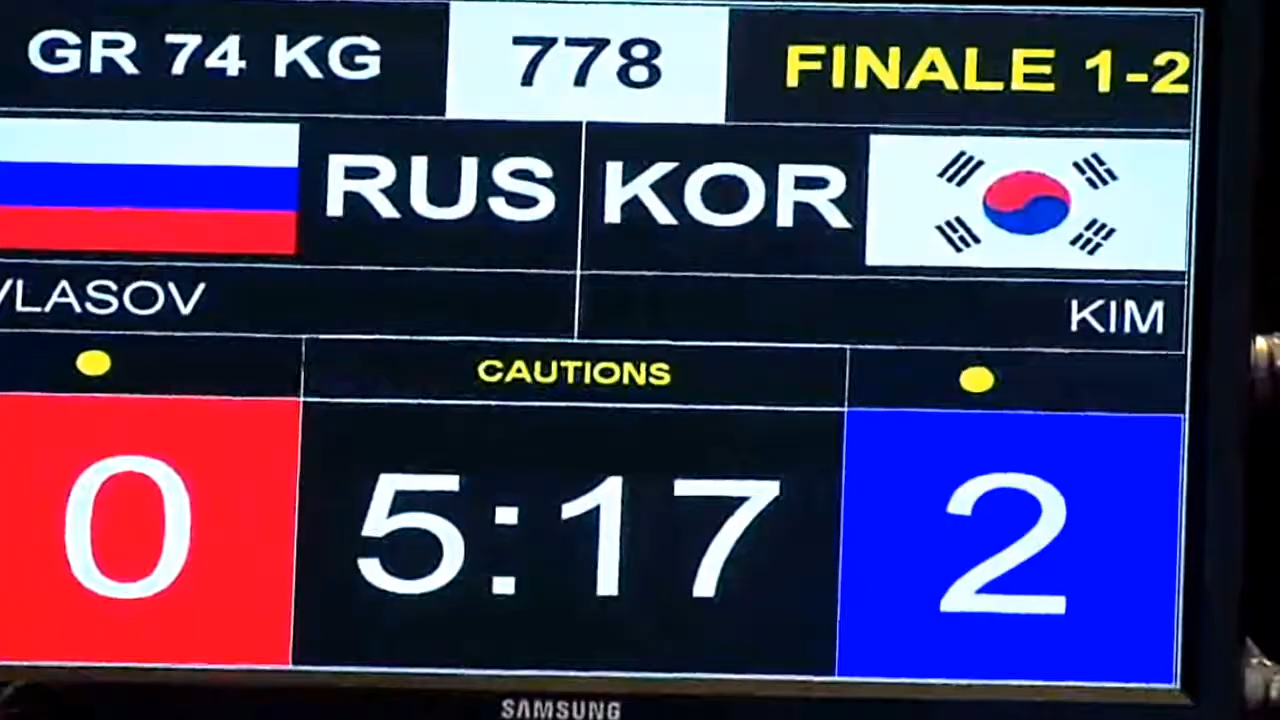 GR 74 KG 778 FINALE 1-2
RUS KOR
VLASOV KIM
CAUTIONS
0 5:17 2
SAMSUNG